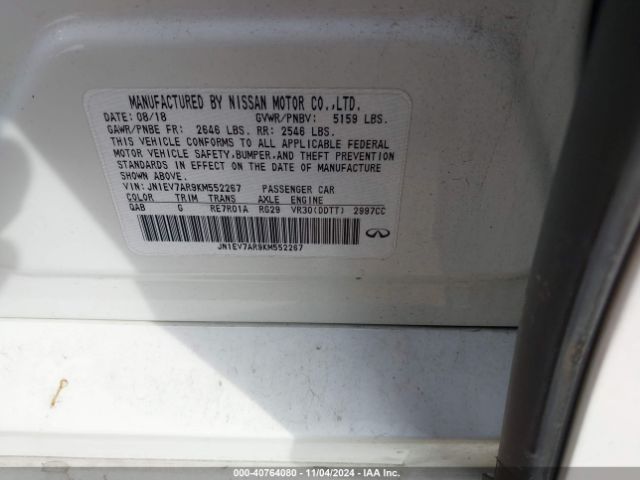 MANUFACTURED BY NISSAN MOTOR CO.,LTD.
DATE: 08/18 GVWR/PNBV: 5159 LBS.
GAWR/PNBE FR: 2646 LBS. RR: 2546 LBS.
THIS VEHICLE CONFORMS TO ALL APPLICABLE FEDERAL
MOTOR VEHICLE SAFETY,BUMPER,AND THEFT PREVENTION
STANDARDS IN EFFECT ON THE DATE OF MANUFACTURE
SHOWN ABOVE.
VIN: JN1EV7AR9KM552267 PASSENGER CAR
COLOR TRIM TRANS AXLE ENGINE
QAB G RE7R01A RG29 VR30(DDTT) 2997CC
JN1EV7AR9KM552267
000-40764080 - 11/04/2024 - IAA Inc.